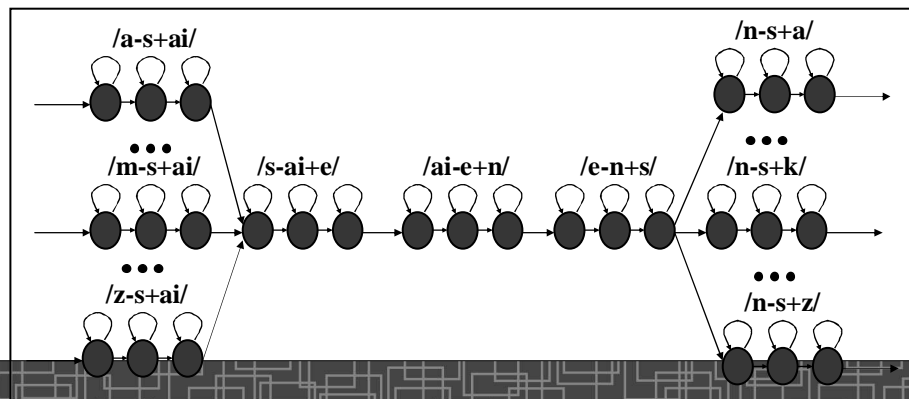 /a-s+ai/
/n-s+a/
/m-s+ai/
/s-ai+e/
/ai-e+n/
/e-n+s/
/n-s+k/
/z-s+ai/
/n-s+z/